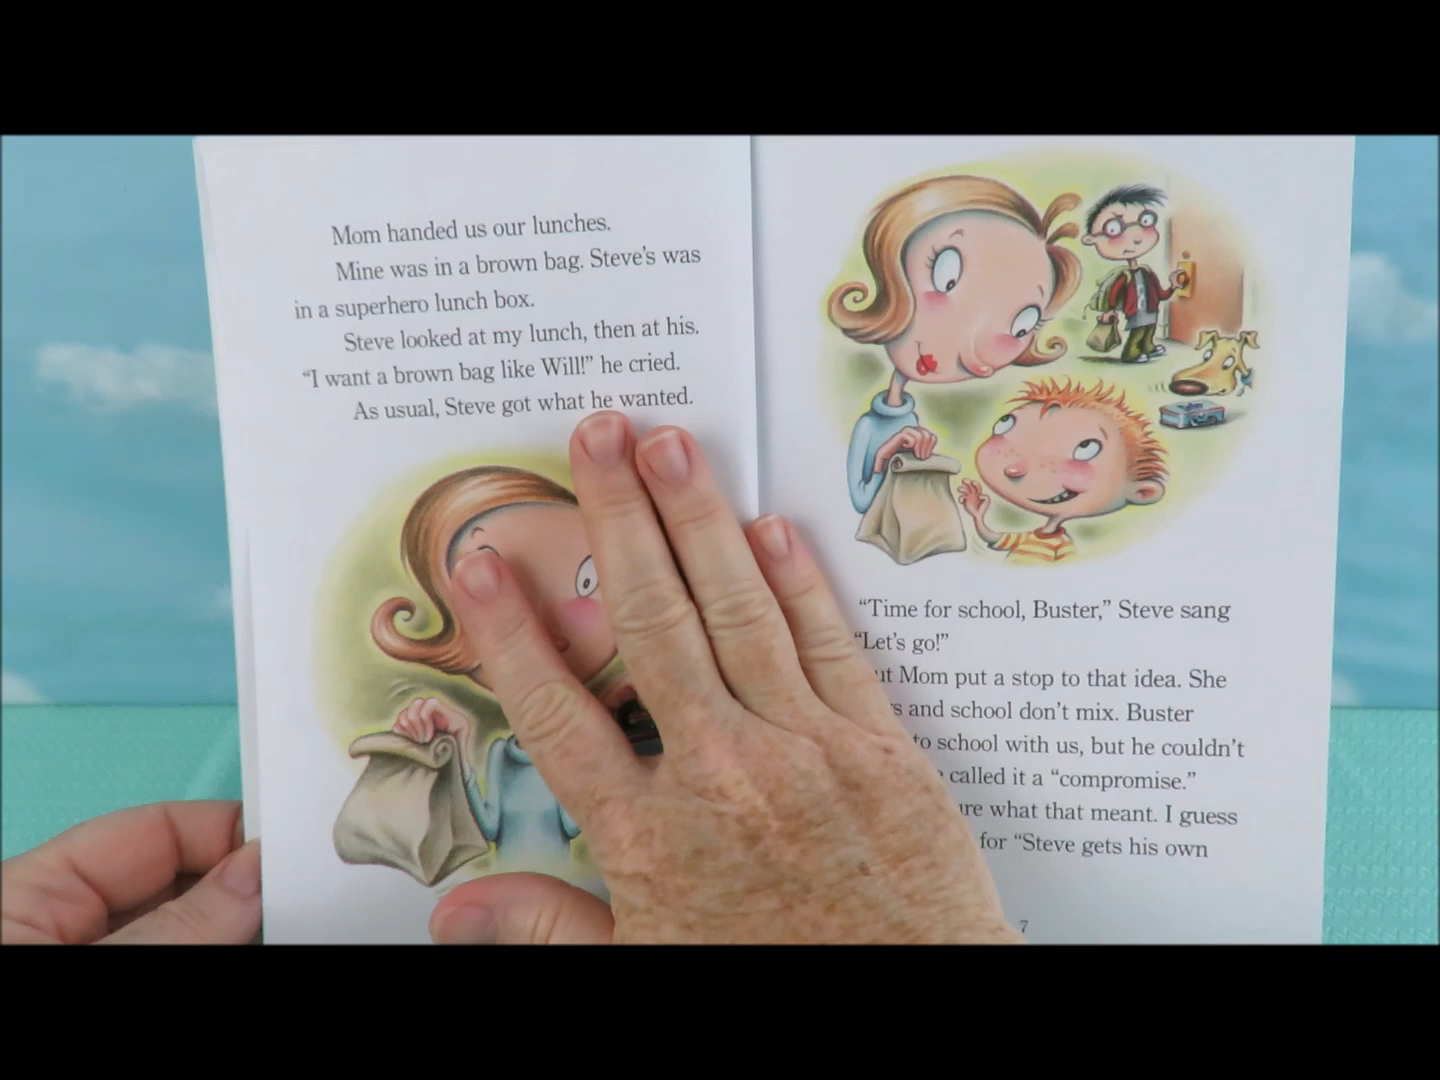 Mom handed us our lunches.
Mine was in a brown bag. Steve's was
in a superhero lunch box.
Steve looked at my lunch, then at his.
“I want a brown bag like Will!” he cried.
As usual, Steve got what he wanted.
“Time for school, Buster,” Steve sang
“Let's go!”
Mom put a stop to that idea. She
and school don't mix. Buster
to school with us, but he couldn't
called it a “compromise.”
what that meant. I guess
for “Steve gets his own
7